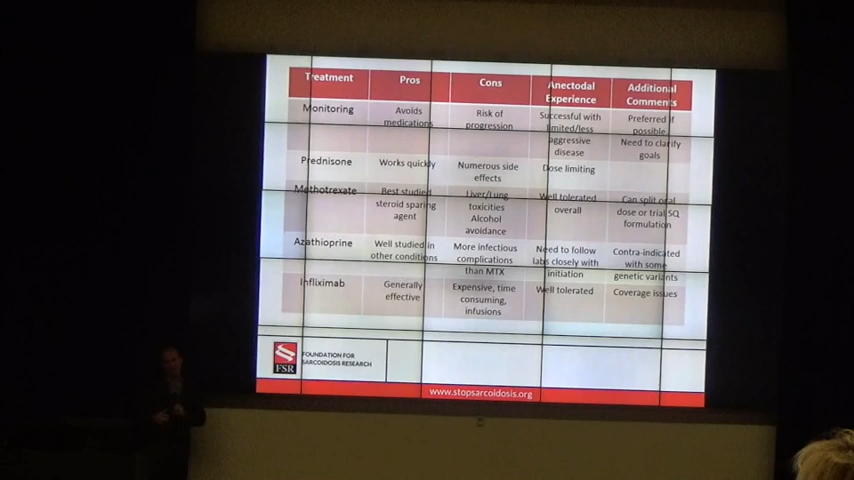 Treatment Pros Cons Anectodal Experience Additional Comments
Monitoring Avoids medications Risk of progression Successful with limited/less aggressive disease Preferred if possible Need to clarify goals
Prednisone Works quickly Numerous side effects Dose limiting
Methotrexate Best studied steroid sparing agent Liver/Lung toxicities Alcohol avoidance Well tolerated overall Can split oral dose or trial SQ formulation
Azathioprine Well studied in other conditions More infectious complications than MTX Need to follow labs closely with initiation Contra-indicated with some genetic variants
Infliximab Generally effective Expensive, time consuming, infusions Well tolerated Coverage issues
FSR
FOUNDATION FOR
SARCOIDOSIS RESEARCH
www.stopsarcoidosis.org